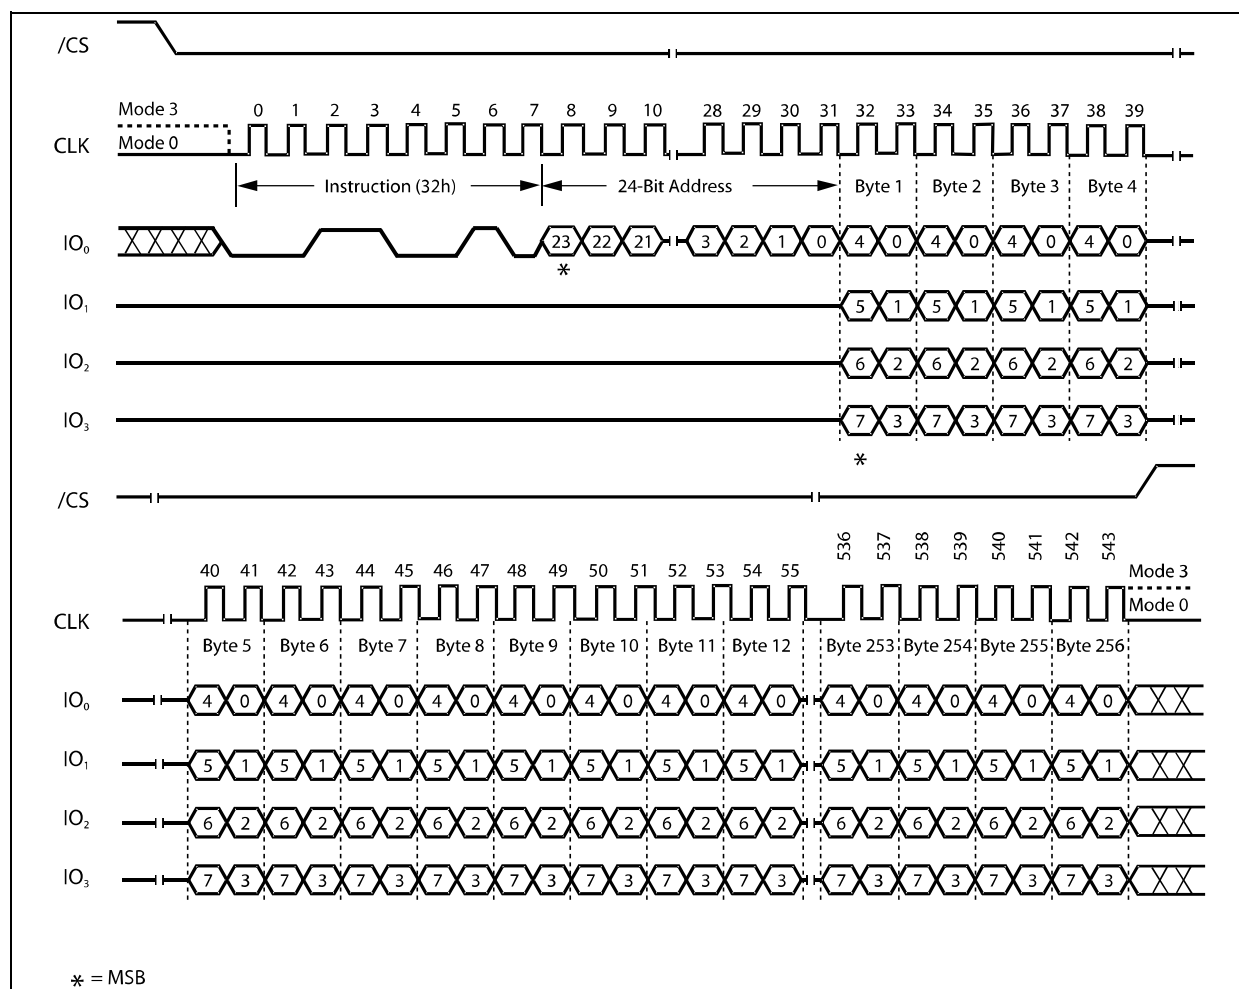 /CS
Mode 3
0 1 2 3 4 5 6 7 8 9 10 28 29 30 31 32 33 34 35 36 37 38 39
CLK
Mode 0
Instruction (32h) 24-Bit Address Byte 1 Byte 2 Byte 3 Byte 4
IO₀ 23 22 21 3 2 1 0 4 0 4 0 4 0 4 0
*
IO₁ 5 1 5 1 5 1 5 1
IO₂ 6 2 6 2 6 2 6 2
IO₃ 7 3 7 3 7 3 7 3
*
/CS
536 537 538 539 540 541 542 543
40 41 42 43 44 45 46 47 48 49 50 51 52 53 54 55
Mode 3
CLK
Mode 0
Byte 5 Byte 6 Byte 7 Byte 8 Byte 9 Byte 10 Byte 11 Byte 12 Byte 253 Byte 254 Byte 255 Byte 256
IO₀ 4 0 4 0 4 0 4 0 4 0 4 0 4 0 4 0 4 0 4 0 4 0 4 0
IO₁ 5 1 5 1 5 1 5 1 5 1 5 1 5 1 5 1 5 1 5 1 5 1 5 1
IO₂ 6 2 6 2 6 2 6 2 6 2 6 2 6 2 6 2 6 2 6 2 6 2 6 2
IO₃ 7 3 7 3 7 3 7 3 7 3 7 3 7 3 7 3 7 3 7 3 7 3 7 3
* = MSB